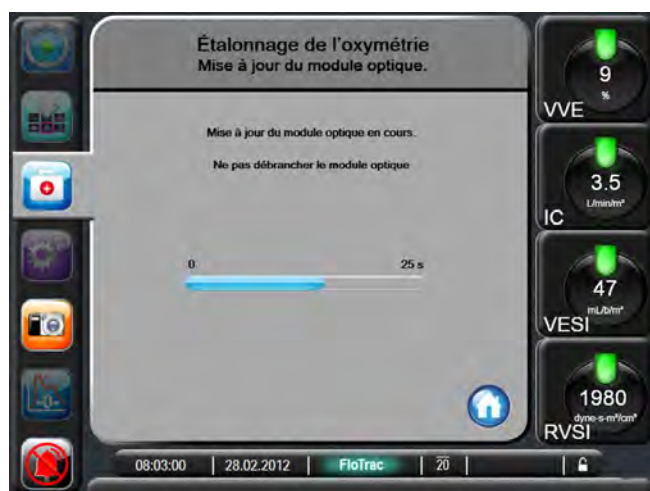 Étalonnage de l'oxymétrie
Mise à jour du module optique.
Mise à jour du module optique en cours.
Ne pas débrancher le module optique
0 25 s
9
%
VVE
3.5
L/min/m²
IC
47
mL/b/m²
VESI
1980
dyne-s-m²/cm⁵
RVSI
08:03:00 28.02.2012 FloTrac 20